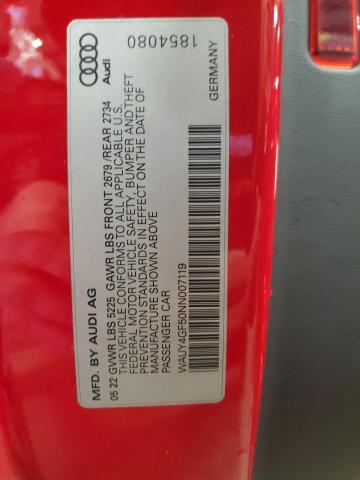 MFD. BY AUDI AG
05 22 GVWR LBS 5225 GAWR LBS FRONT 2679/REAR 2734
THIS VEHICLE CONFORMS TO ALL APPLICABLE U.S.
FEDERAL MOTOR VEHICLE SAFETY, BUMPER AND THEFT
PREVENTION STANDARDS IN EFFECT ON THE DATE OF
MANUFACTURE SHOWN ABOVE
PASSENGER CAR
WAUY4GF50NN007119
GERMANY
Audi
1854080